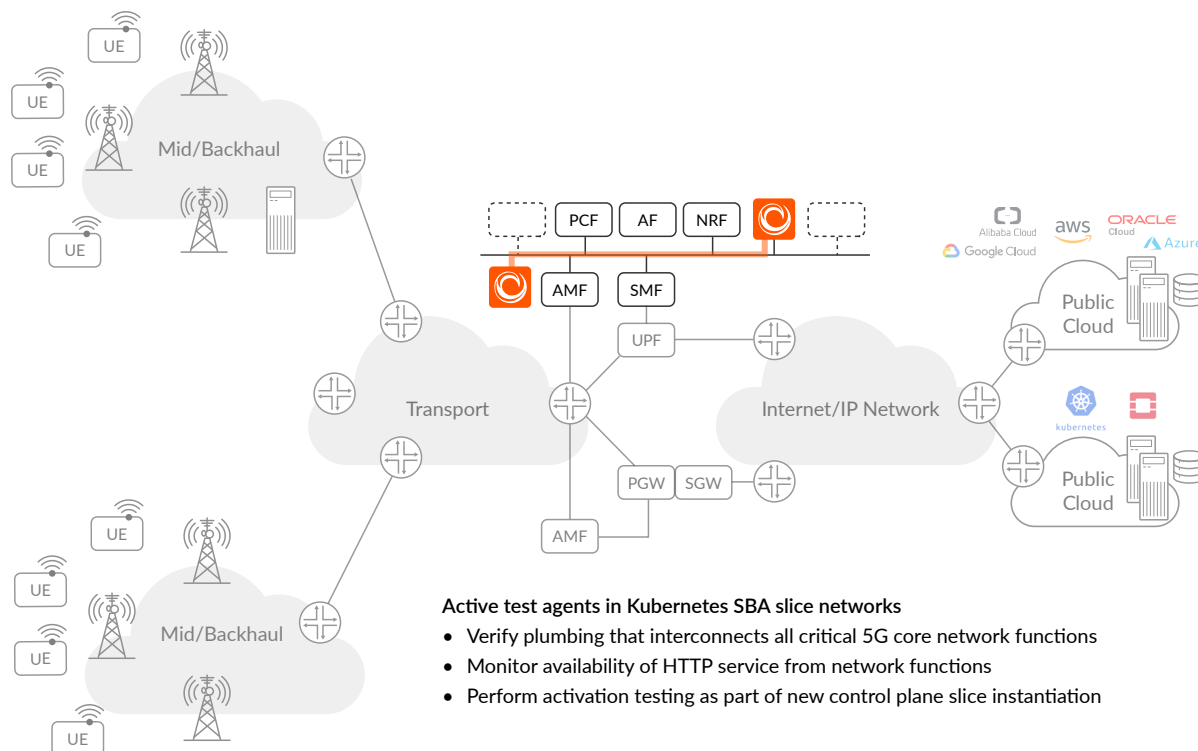 UE
UE
UE
UE
Mid/Backhaul
PCF
AF
NRF
AMF
SMF
UPF
Alibaba Cloud
aws
ORACLE
Cloud
Google Cloud
Azure
Public
Cloud
Transport
Internet/IP Network
kubernetes
PGW
SGW
Public
Cloud
AMF
UE
UE
UE
UE
Mid/Backhaul
Active test agents in Kubernetes SBA slice networks
• Verify plumbing that interconnects all critical 5G core network functions
• Monitor availability of HTTP service from network functions
• Perform activation testing as part of new control plane slice instantiation